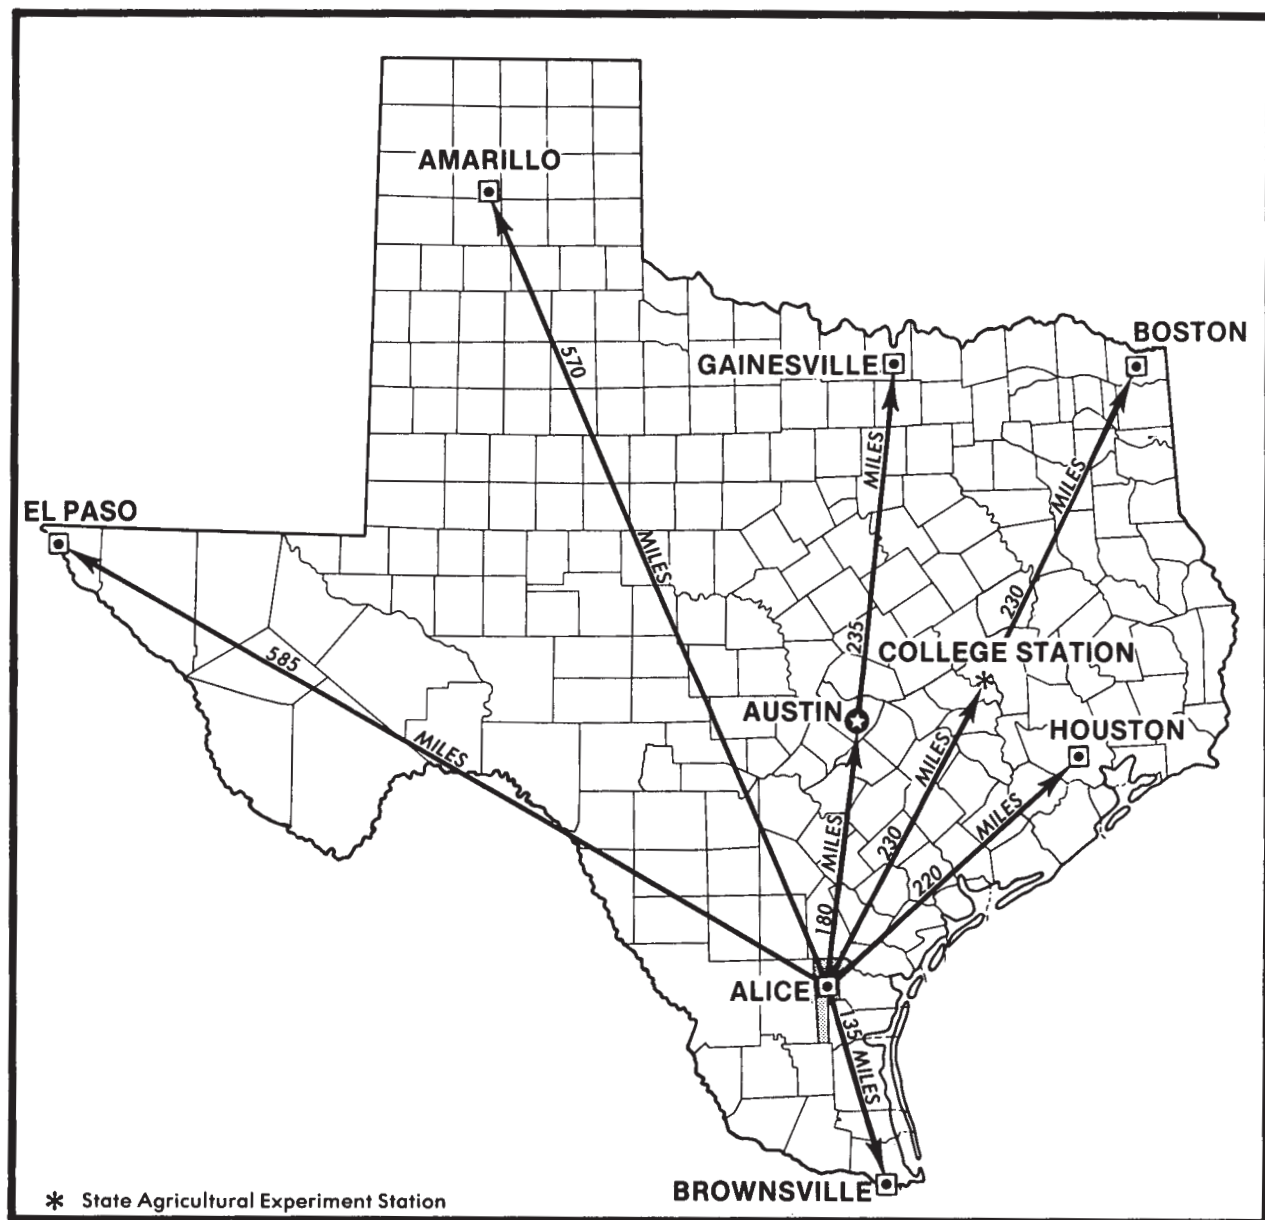 AMARILLO
BOSTON
GAINESVILLE
570 MILES
235 MILES
230 MILES
EL PASO
585 MILES
COLLEGE STATION
*
AUSTIN
HOUSTON
180 MILES
230 MILES
220 MILES
ALICE
135 MILES
BROWNSVILLE
* State Agricultural Experiment Station